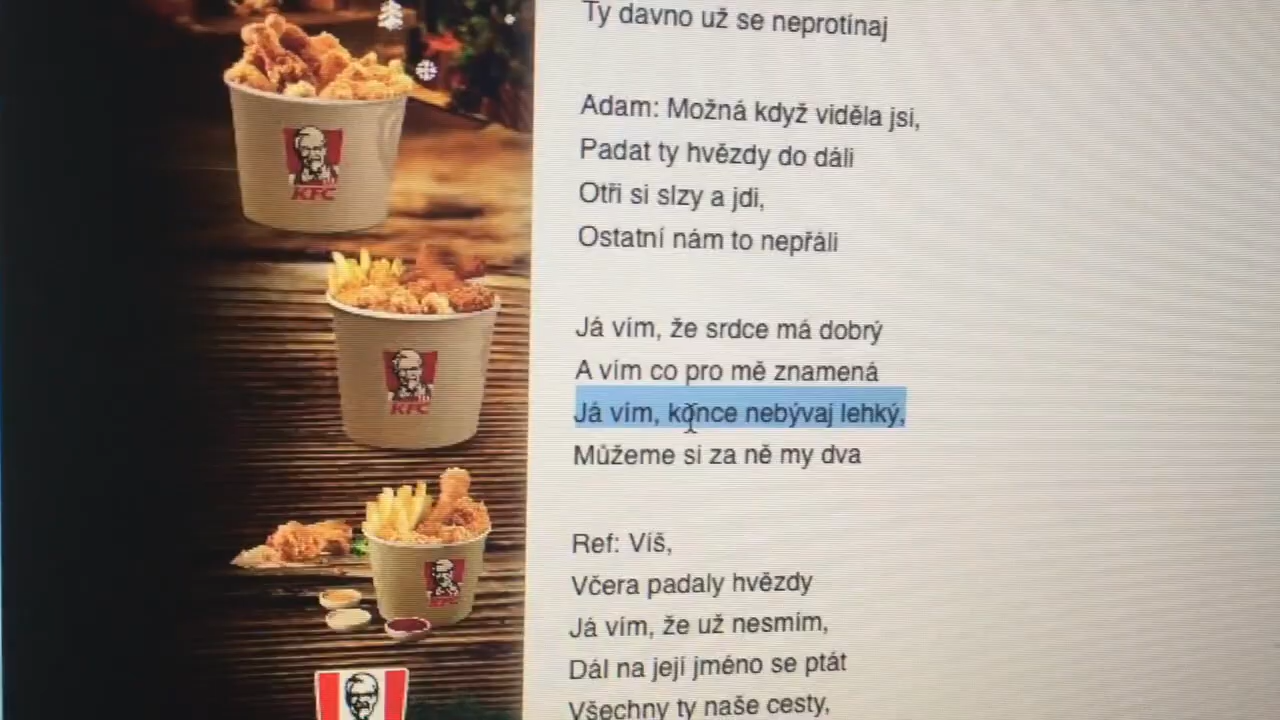 Ty davno už se neprotínaj
Adam: Možná když viděla jsi,
Padat ty hvězdy do dáli
Otři si slzy a jdi,
Ostatní nám to nepřáli
Já vím, že srdce má dobrý
A vím co pro mě znamená
Já vím, konce nebývaj lehký,
Můžeme si za ně my dva
Ref: Víš,
Včera padaly hvězdy
Já vím, že už nesmím,
Dál na její jméno se ptát
Všechny ty naše cesty,
KFC
KFC
KFC